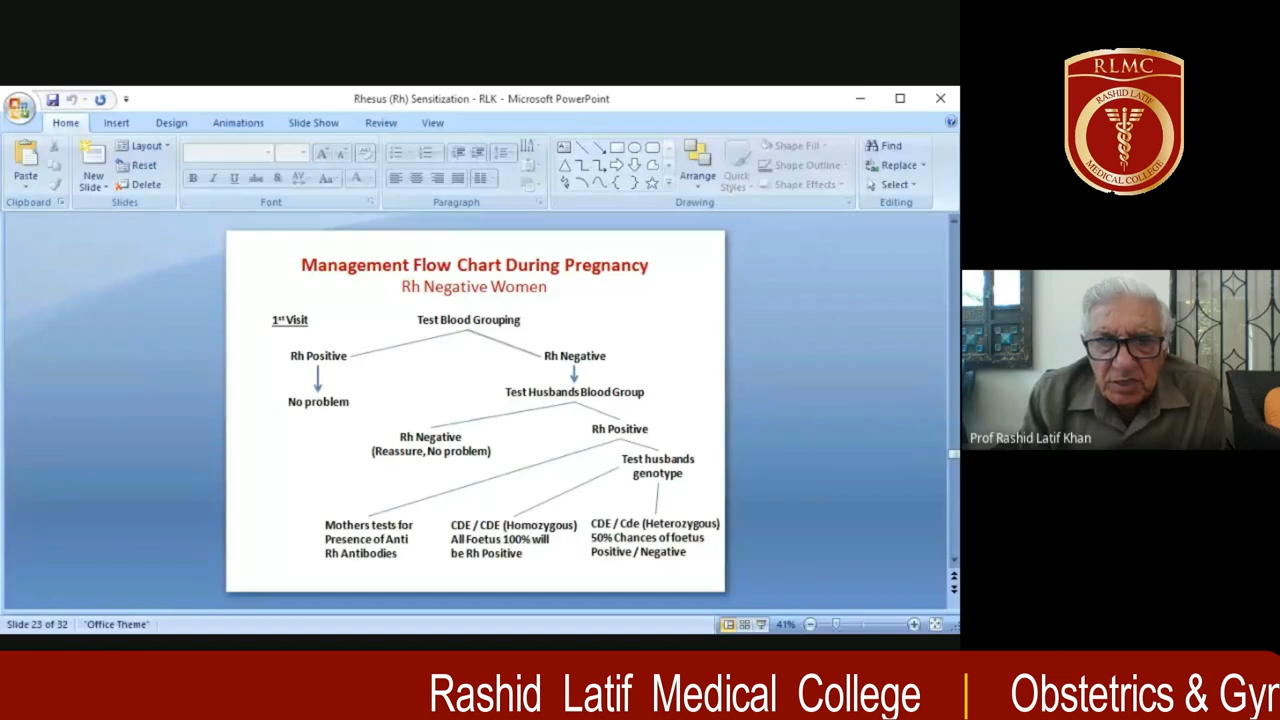 RLMC
RASHID LATIF
MEDICAL COLLEGE
Rhesus (Rh) Sensitization - RLK - Microsoft PowerPoint
Home Insert Design Animations Slide Show Review View
Paste
Clipboard
New
Slide
Layout
Reset
Delete
Slides
B I U abc S AV Aa A
Font
Paragraph
Arrange
Quick
Styles
Shape Fill
Shape Outline
Shape Effects
Drawing
Find
Replace
Select
Editing
Management Flow Chart During Pregnancy
Rh Negative Women
1st Visit
Test Blood Grouping
Rh Positive
Rh Negative
No problem
Test Husbands Blood Group
Rh Negative
(Reassure, No problem)
Rh Positive
Test husbands
genotype
Mothers tests for
Presence of Anti
Rh Antibodies
CDE / CDE (Homozygous)
All Foetus 100% will
be Rh Positive
CDE / Cde (Heterozygous)
50% Chances of foetus
Positive / Negative
Slide 23 of 32 "Office Theme" 41%
Prof Rashid Latif Khan
Rashid Latif Medical College | Obstetrics & Gyr